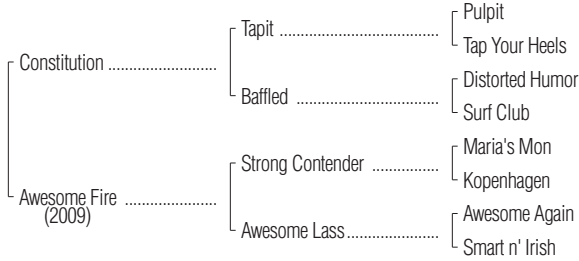 Pulpit
Tapit ............................
Tap Your Heels
Constitution ...........................
Distorted Humor
Baffled ....................................
Surf Club
Maria's Mon
Strong Contender .................
Kopenhagen
Awesome Fire .......................
(2009)
Awesome Again
Awesome Lass.......................
Smart n' Irish